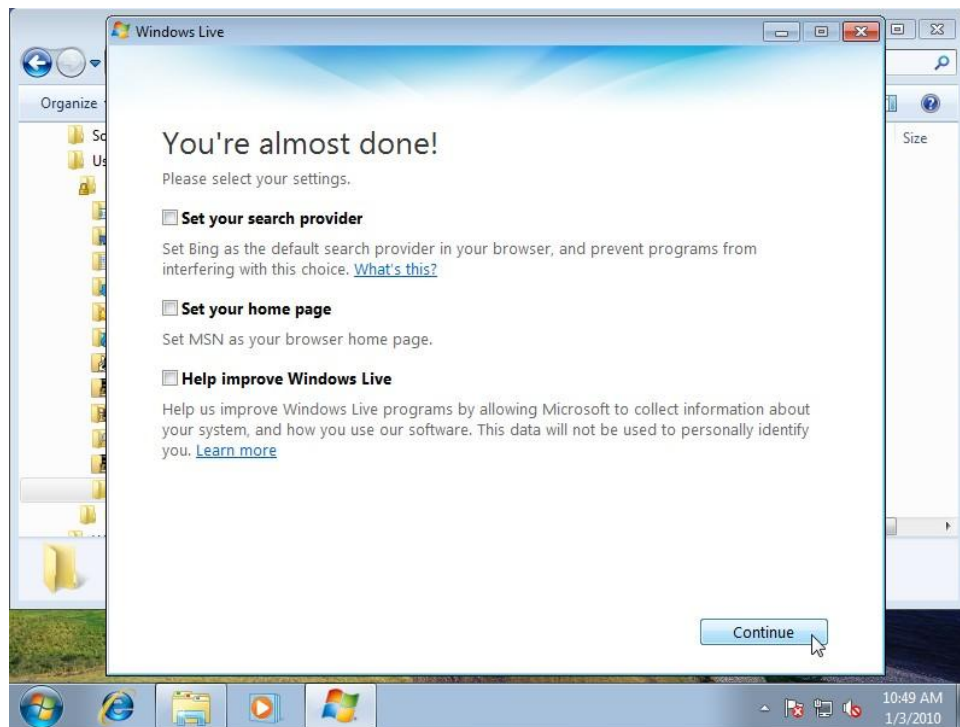 Windows Live
Organize
Size
So
Us
You're almost done!
Please select your settings.
Set your search provider
Set Bing as the default search provider in your browser, and prevent programs from
interfering with this choice. What's this?
Set your home page
Set MSN as your browser home page.
Help improve Windows Live
Help us improve Windows Live programs by allowing Microsoft to collect information about
your system, and how you use our software. This data will not be used to personally identify
you. Learn more
Continue
10:49 AM
1/3/2010